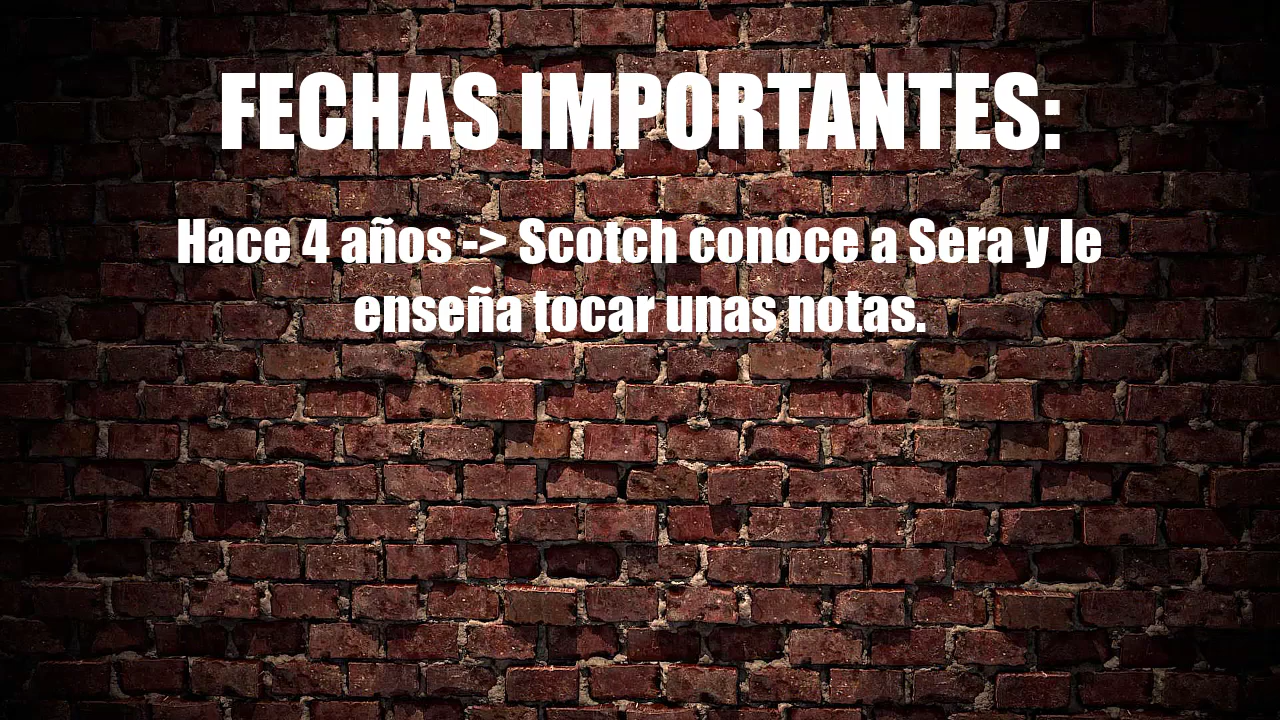 FECHAS IMPORTANTES:
Hace 4 años -> Scotch conoce a Sera y le
enseña tocar unas notas.